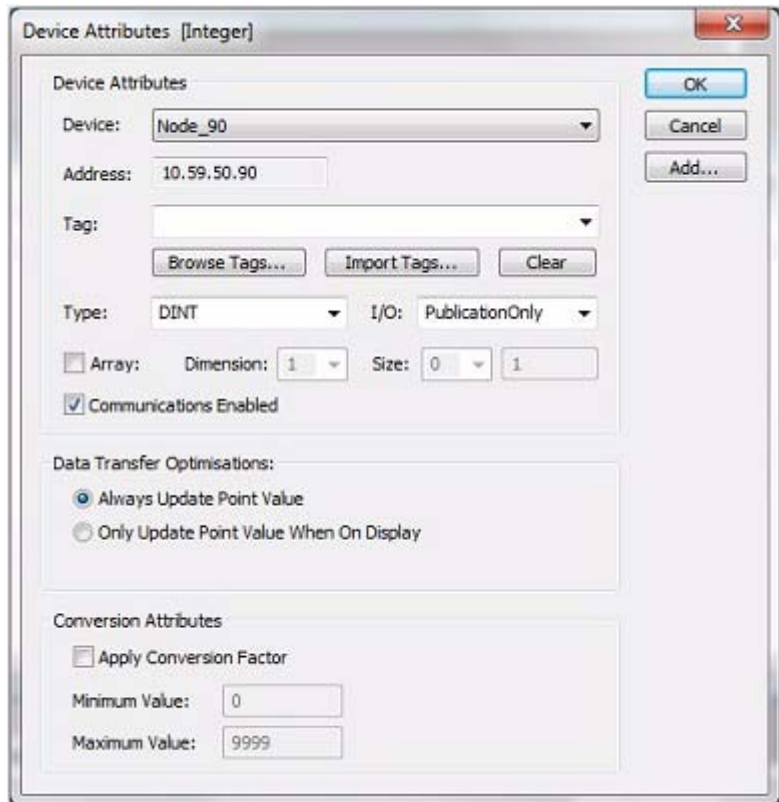 Device Attributes [Integer]
Device Attributes
OK
Device: Node_90
Cancel
Address: 10.59.50.90
Add...
Tag:
Browse Tags... Import Tags... Clear
Type: DINT I/O: PublicationOnly
Array: Dimension: 1 Size: 0 1
Communications Enabled
Data Transfer Optimisations:
Always Update Point Value
Only Update Point Value When On Display
Conversion Attributes
Apply Conversion Factor
Minimum Value: 0
Maximum Value: 9999